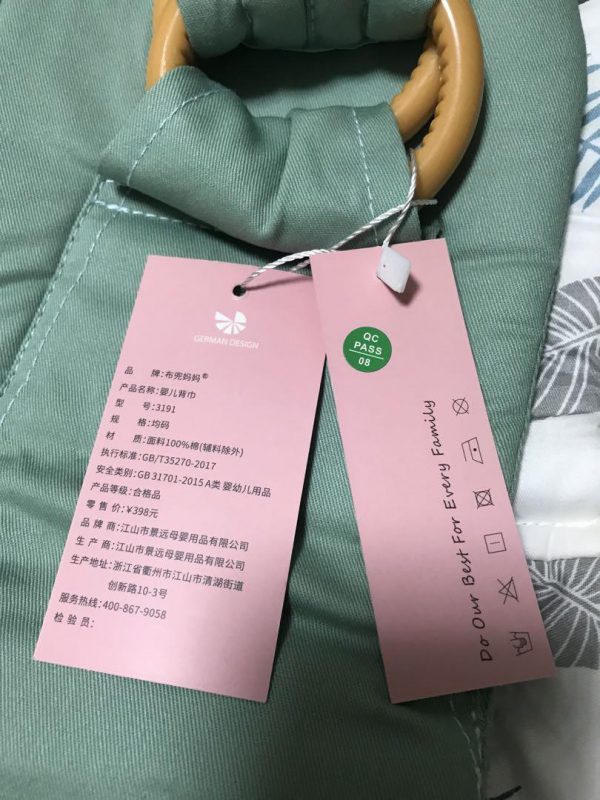 GERMAN DESIGN
品 牌:布兜妈妈®
产品名称:婴儿背巾
型 号:3191
规 格:均码
材 质:面料100%棉(辅料除外)
执行标准:GB/T35270-2017
安全类别:GB 31701-2015 A类 婴幼儿用品
产品等级:合格品
零 售 价:¥398元
品 牌 商:江山市景远母婴用品有限公司
生 产 商:江山市景远母婴用品有限公司
生产地址:浙江省衢州市江山市清湖街道
创新路10-3号
服务热线:400-867-9058
检 验 员:
QC
PASS
08
Do Our Best For Every Family